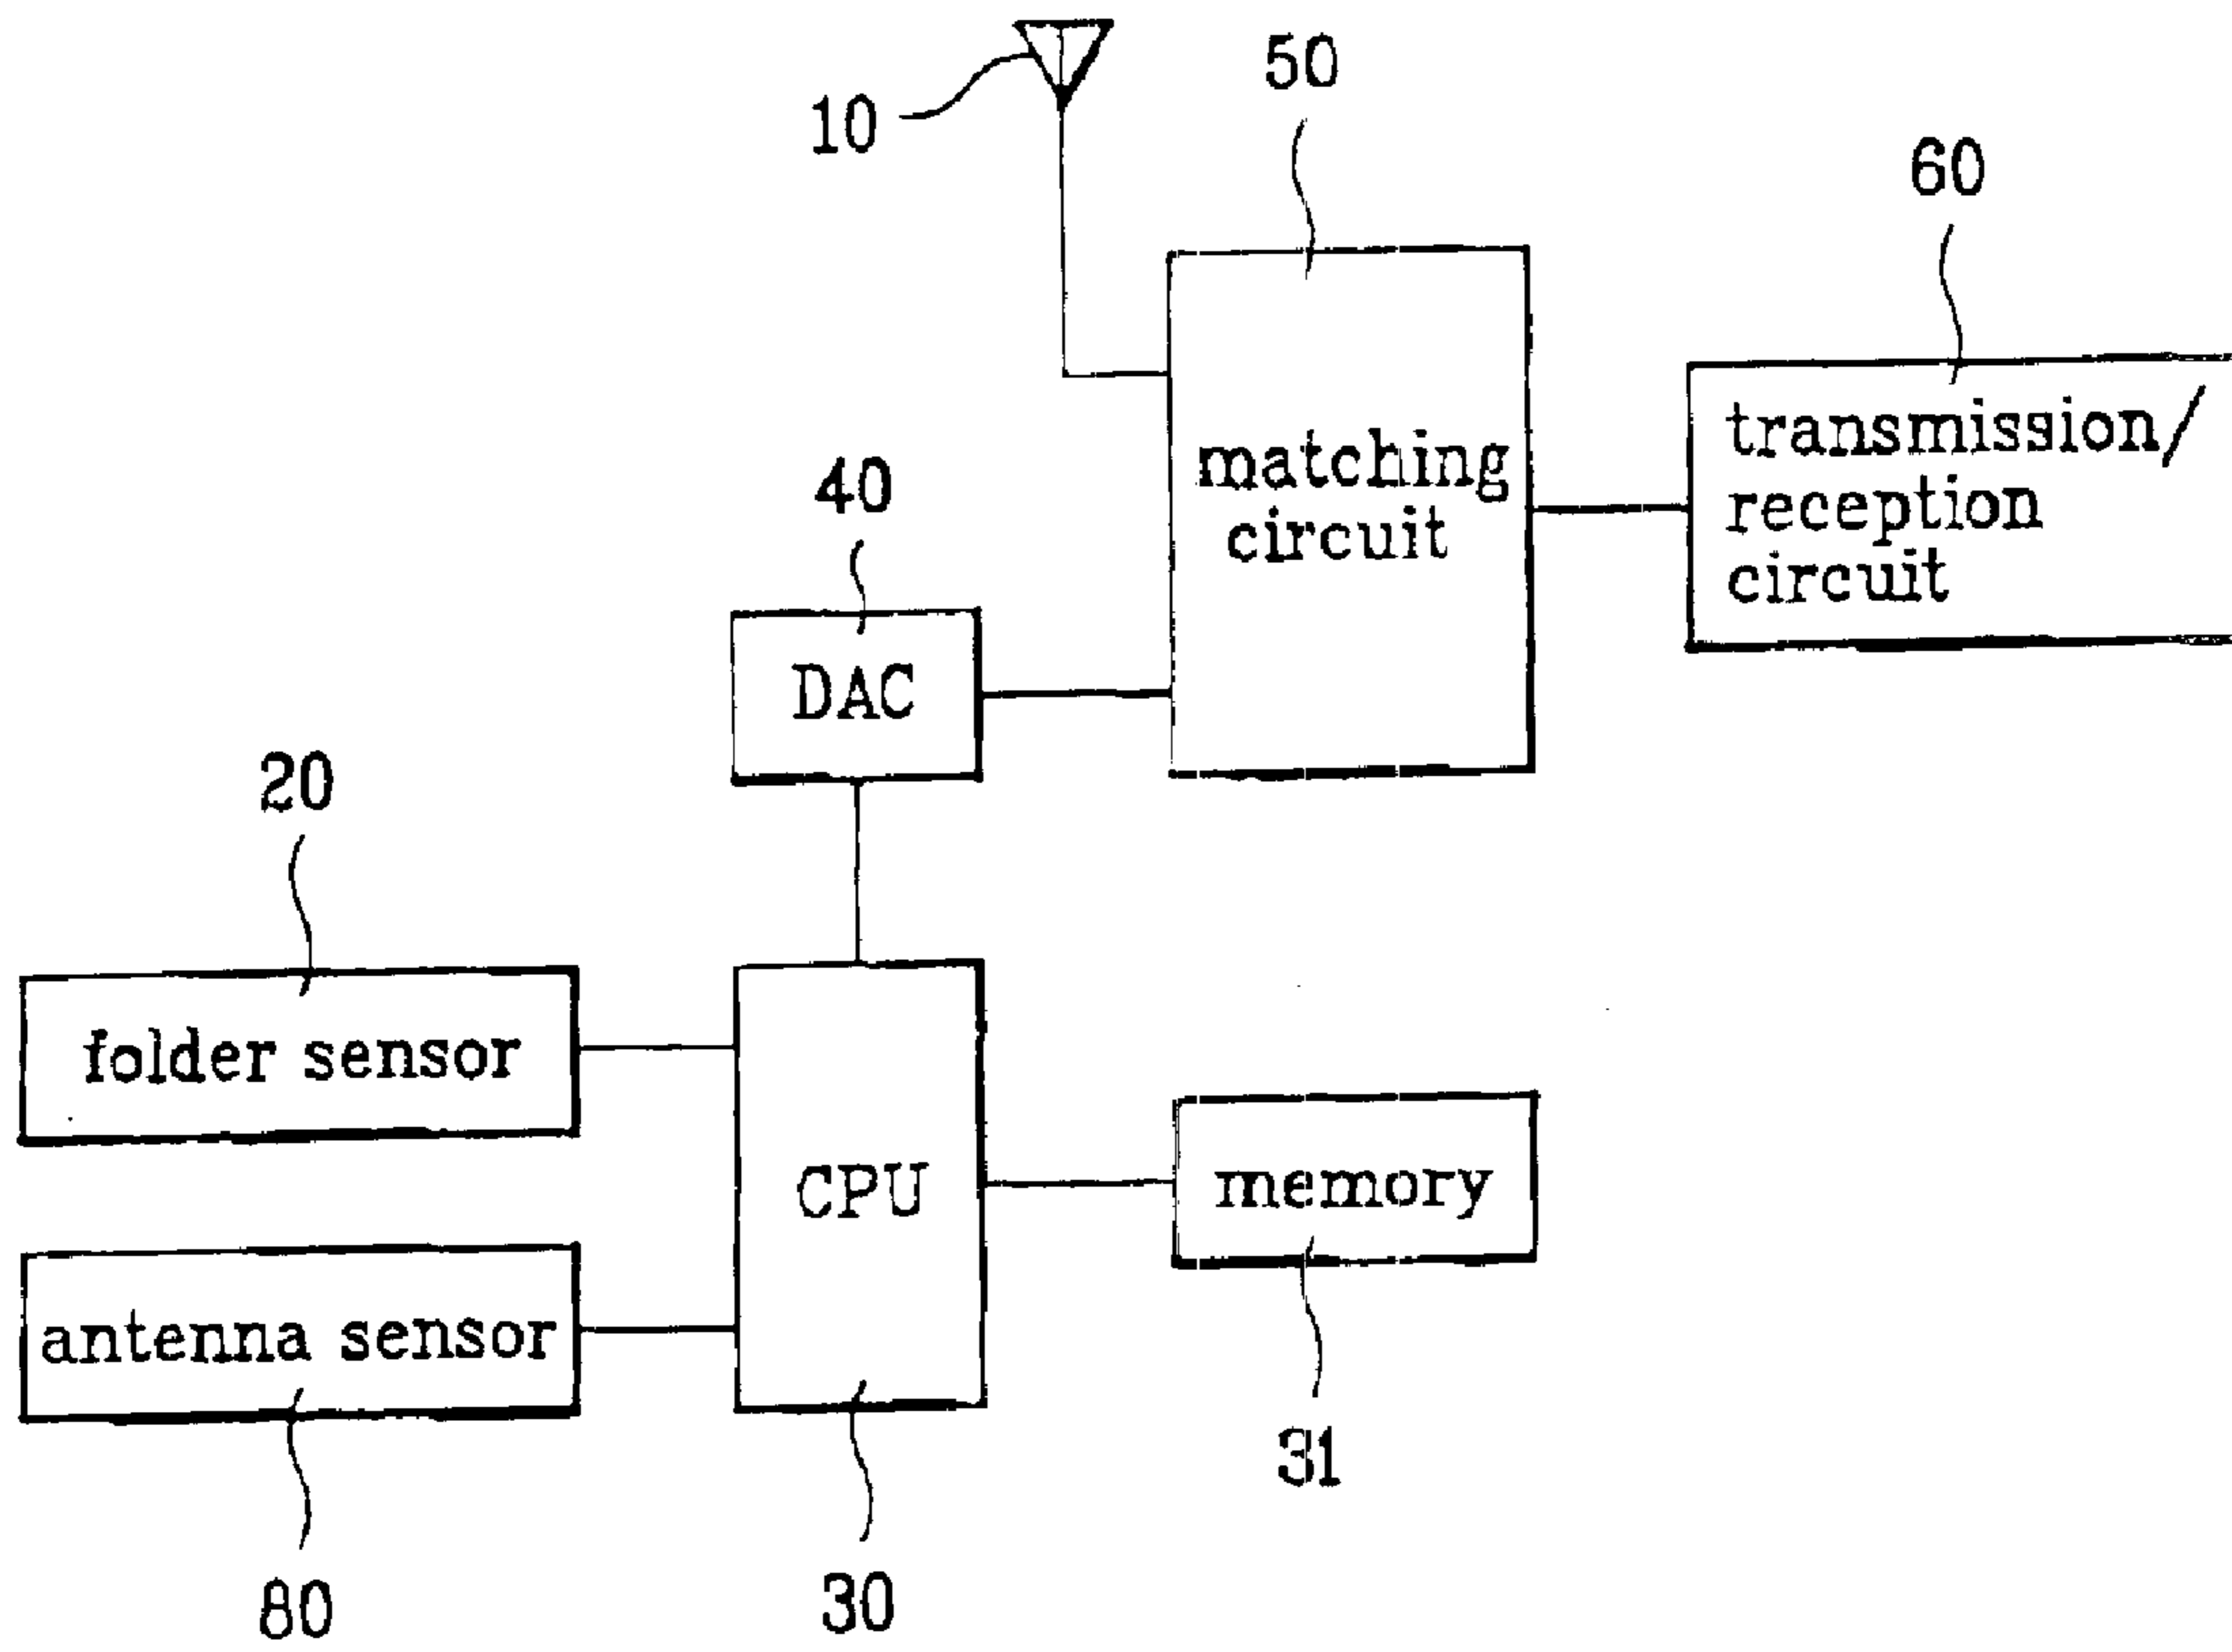 10
50
60
matching
circuit
transmission/
reception
circuit
40
DAC
20
folder sensor
CPU
memory
antenna sensor
31
80
30